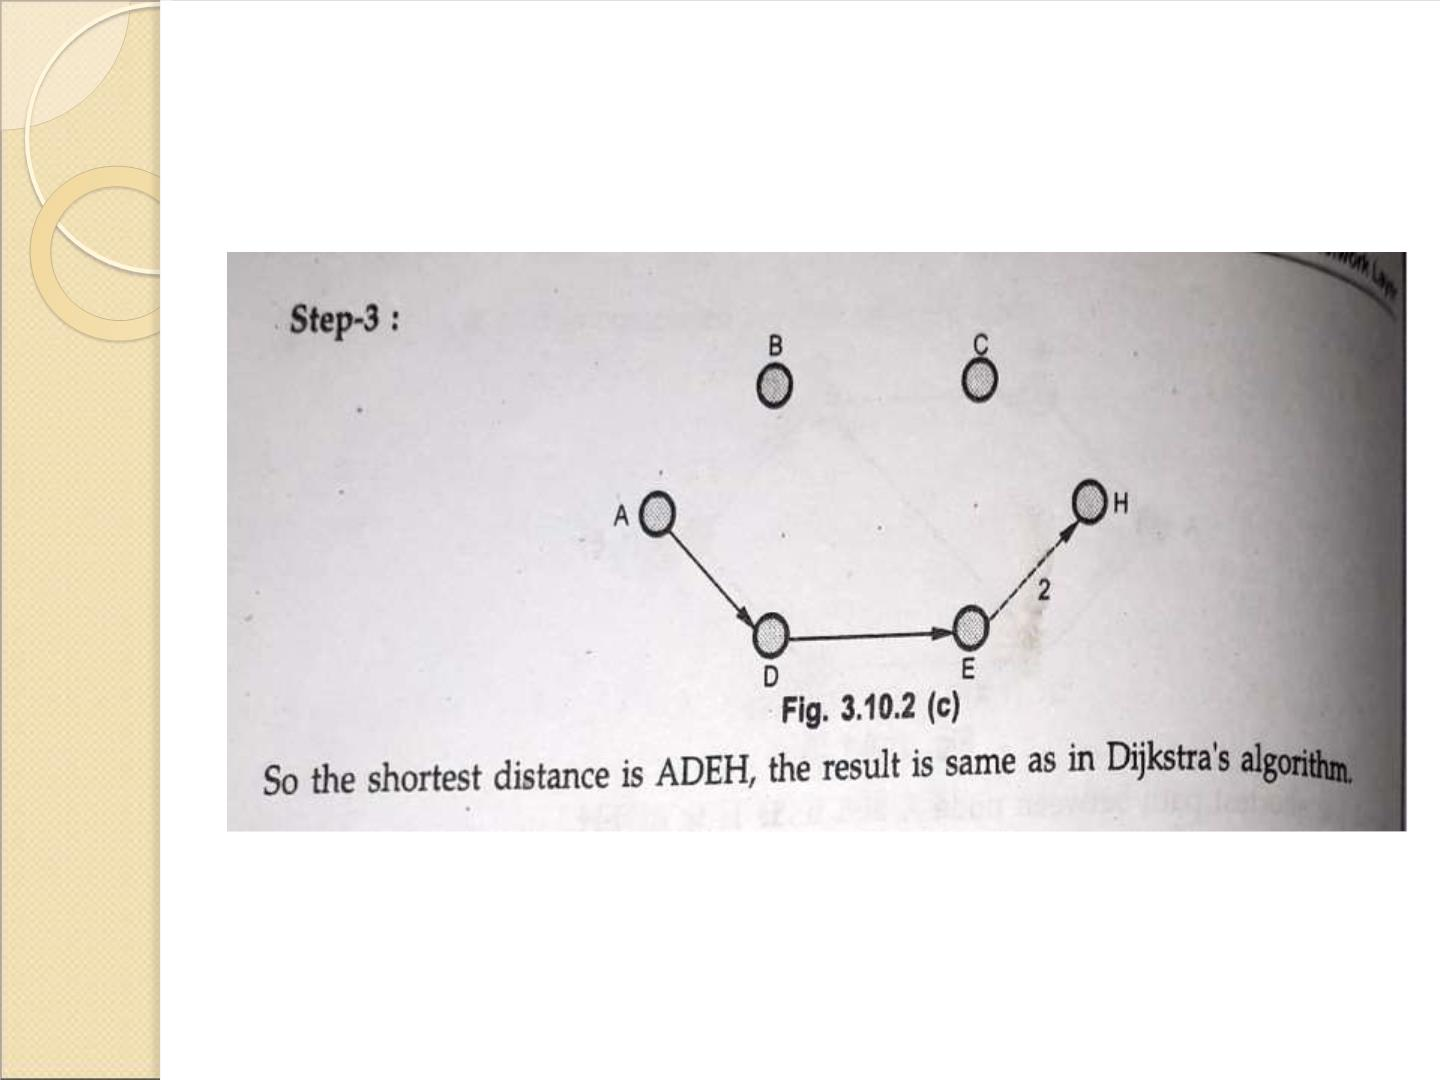 Step-3 :
B
C
A
H
2
D
E
Fig. 3.10.2 (c)
So the shortest distance is ADEH, the result is same as in Dijkstra's algorithm.